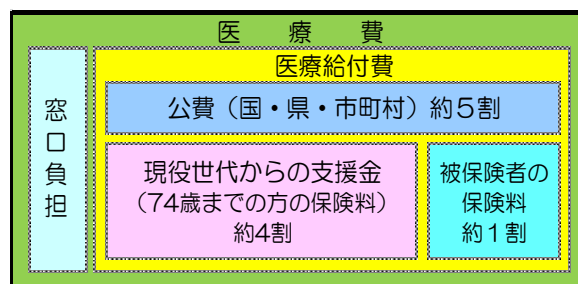 医療費
医療給付費
窓口負担
公費（国・県・市町村）約５割
現役世代からの支援金
（74歳までの方の保険料）
約4割
被保険者の
保険料
約１割